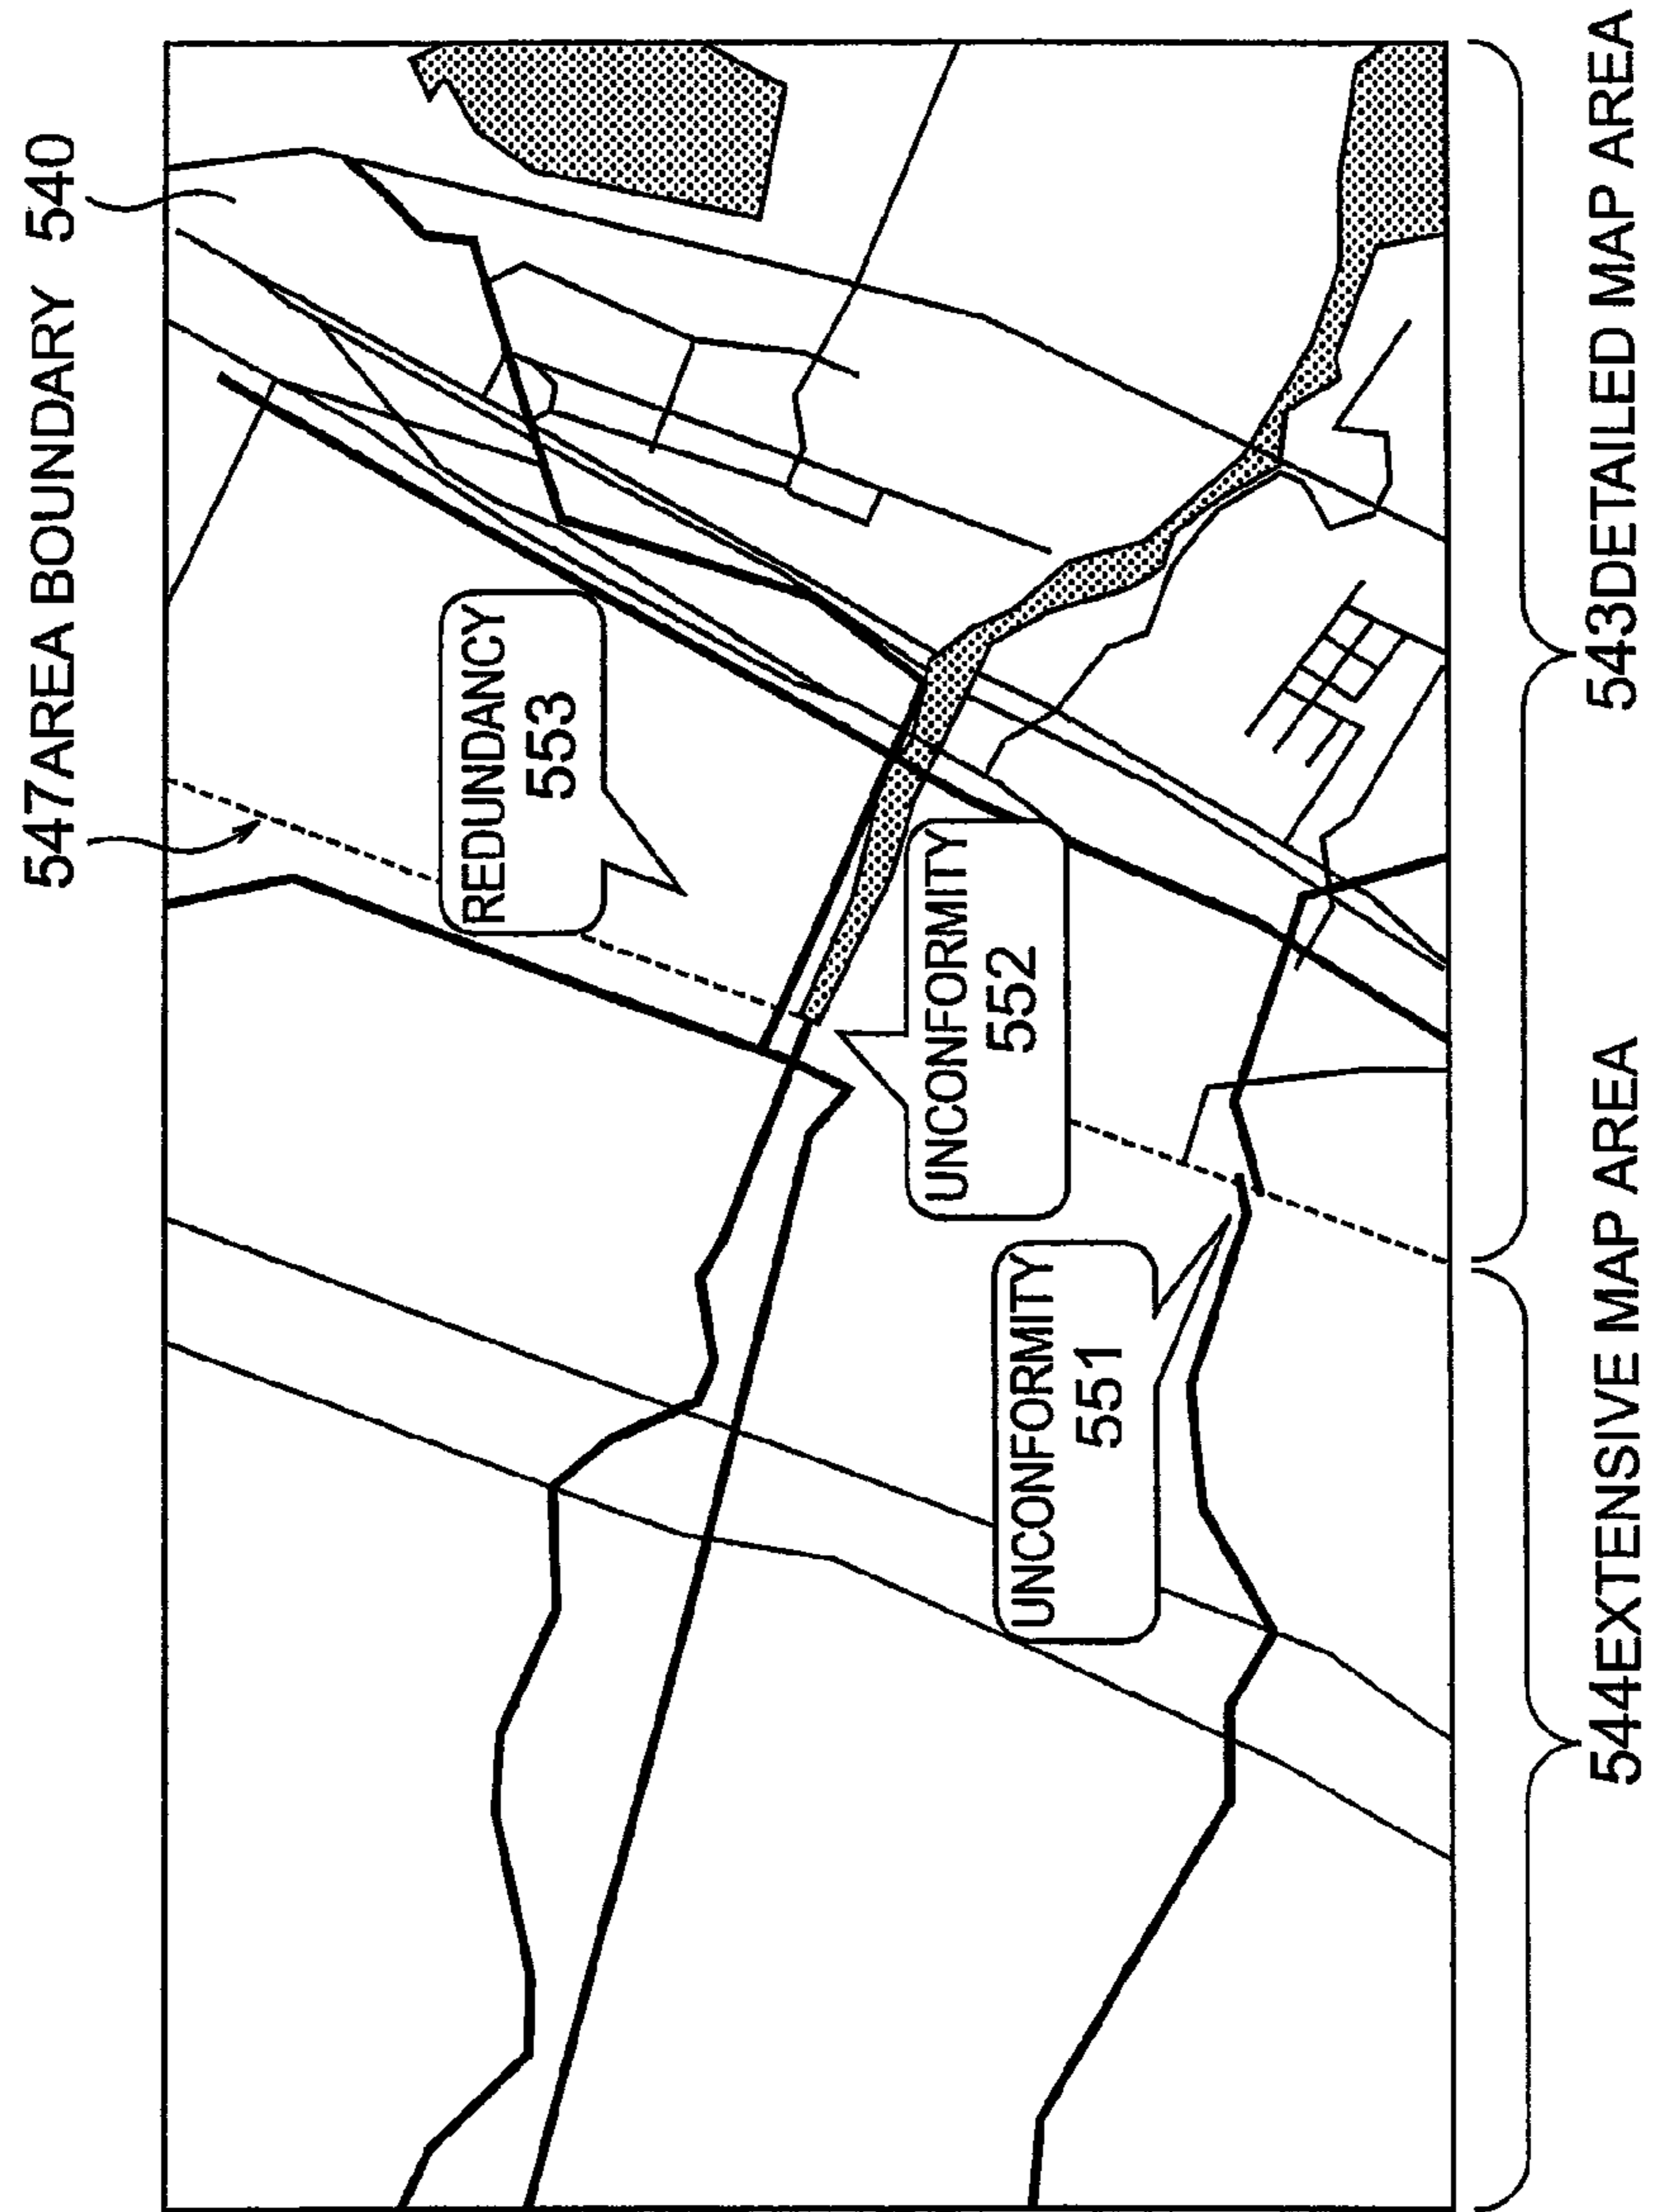 547AREA BOUNDARY 540
REDUNDANCY
553
UNCONFORMITY
552
UNCONFORMITY
551
544EXTENSIVE MAP AREA
543DETAILED MAP AREA